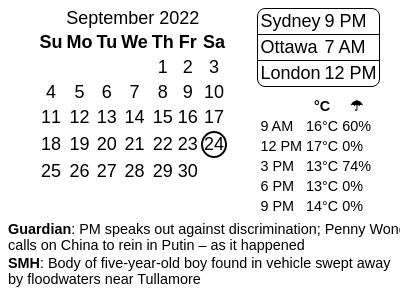 September 2022
Su Mo Tu We Th Fr Sa
1 2 3
4 5 6 7 8 9 10
11 12 13 14 15 16 17
18 19 20 21 22 23 24
25 26 27 28 29 30
Sydney 9 PM
Ottawa 7 AM
London 12 PM
°C ☂
9 AM 16°C 60%
12 PM 17°C 0%
3 PM 13°C 74%
6 PM 13°C 0%
9 PM 14°C 0%
Guardian: PM speaks out against discrimination; Penny Won
calls on China to rein in Putin – as it happened
SMH: Body of five-year-old boy found in vehicle swept away
by floodwaters near Tullamore